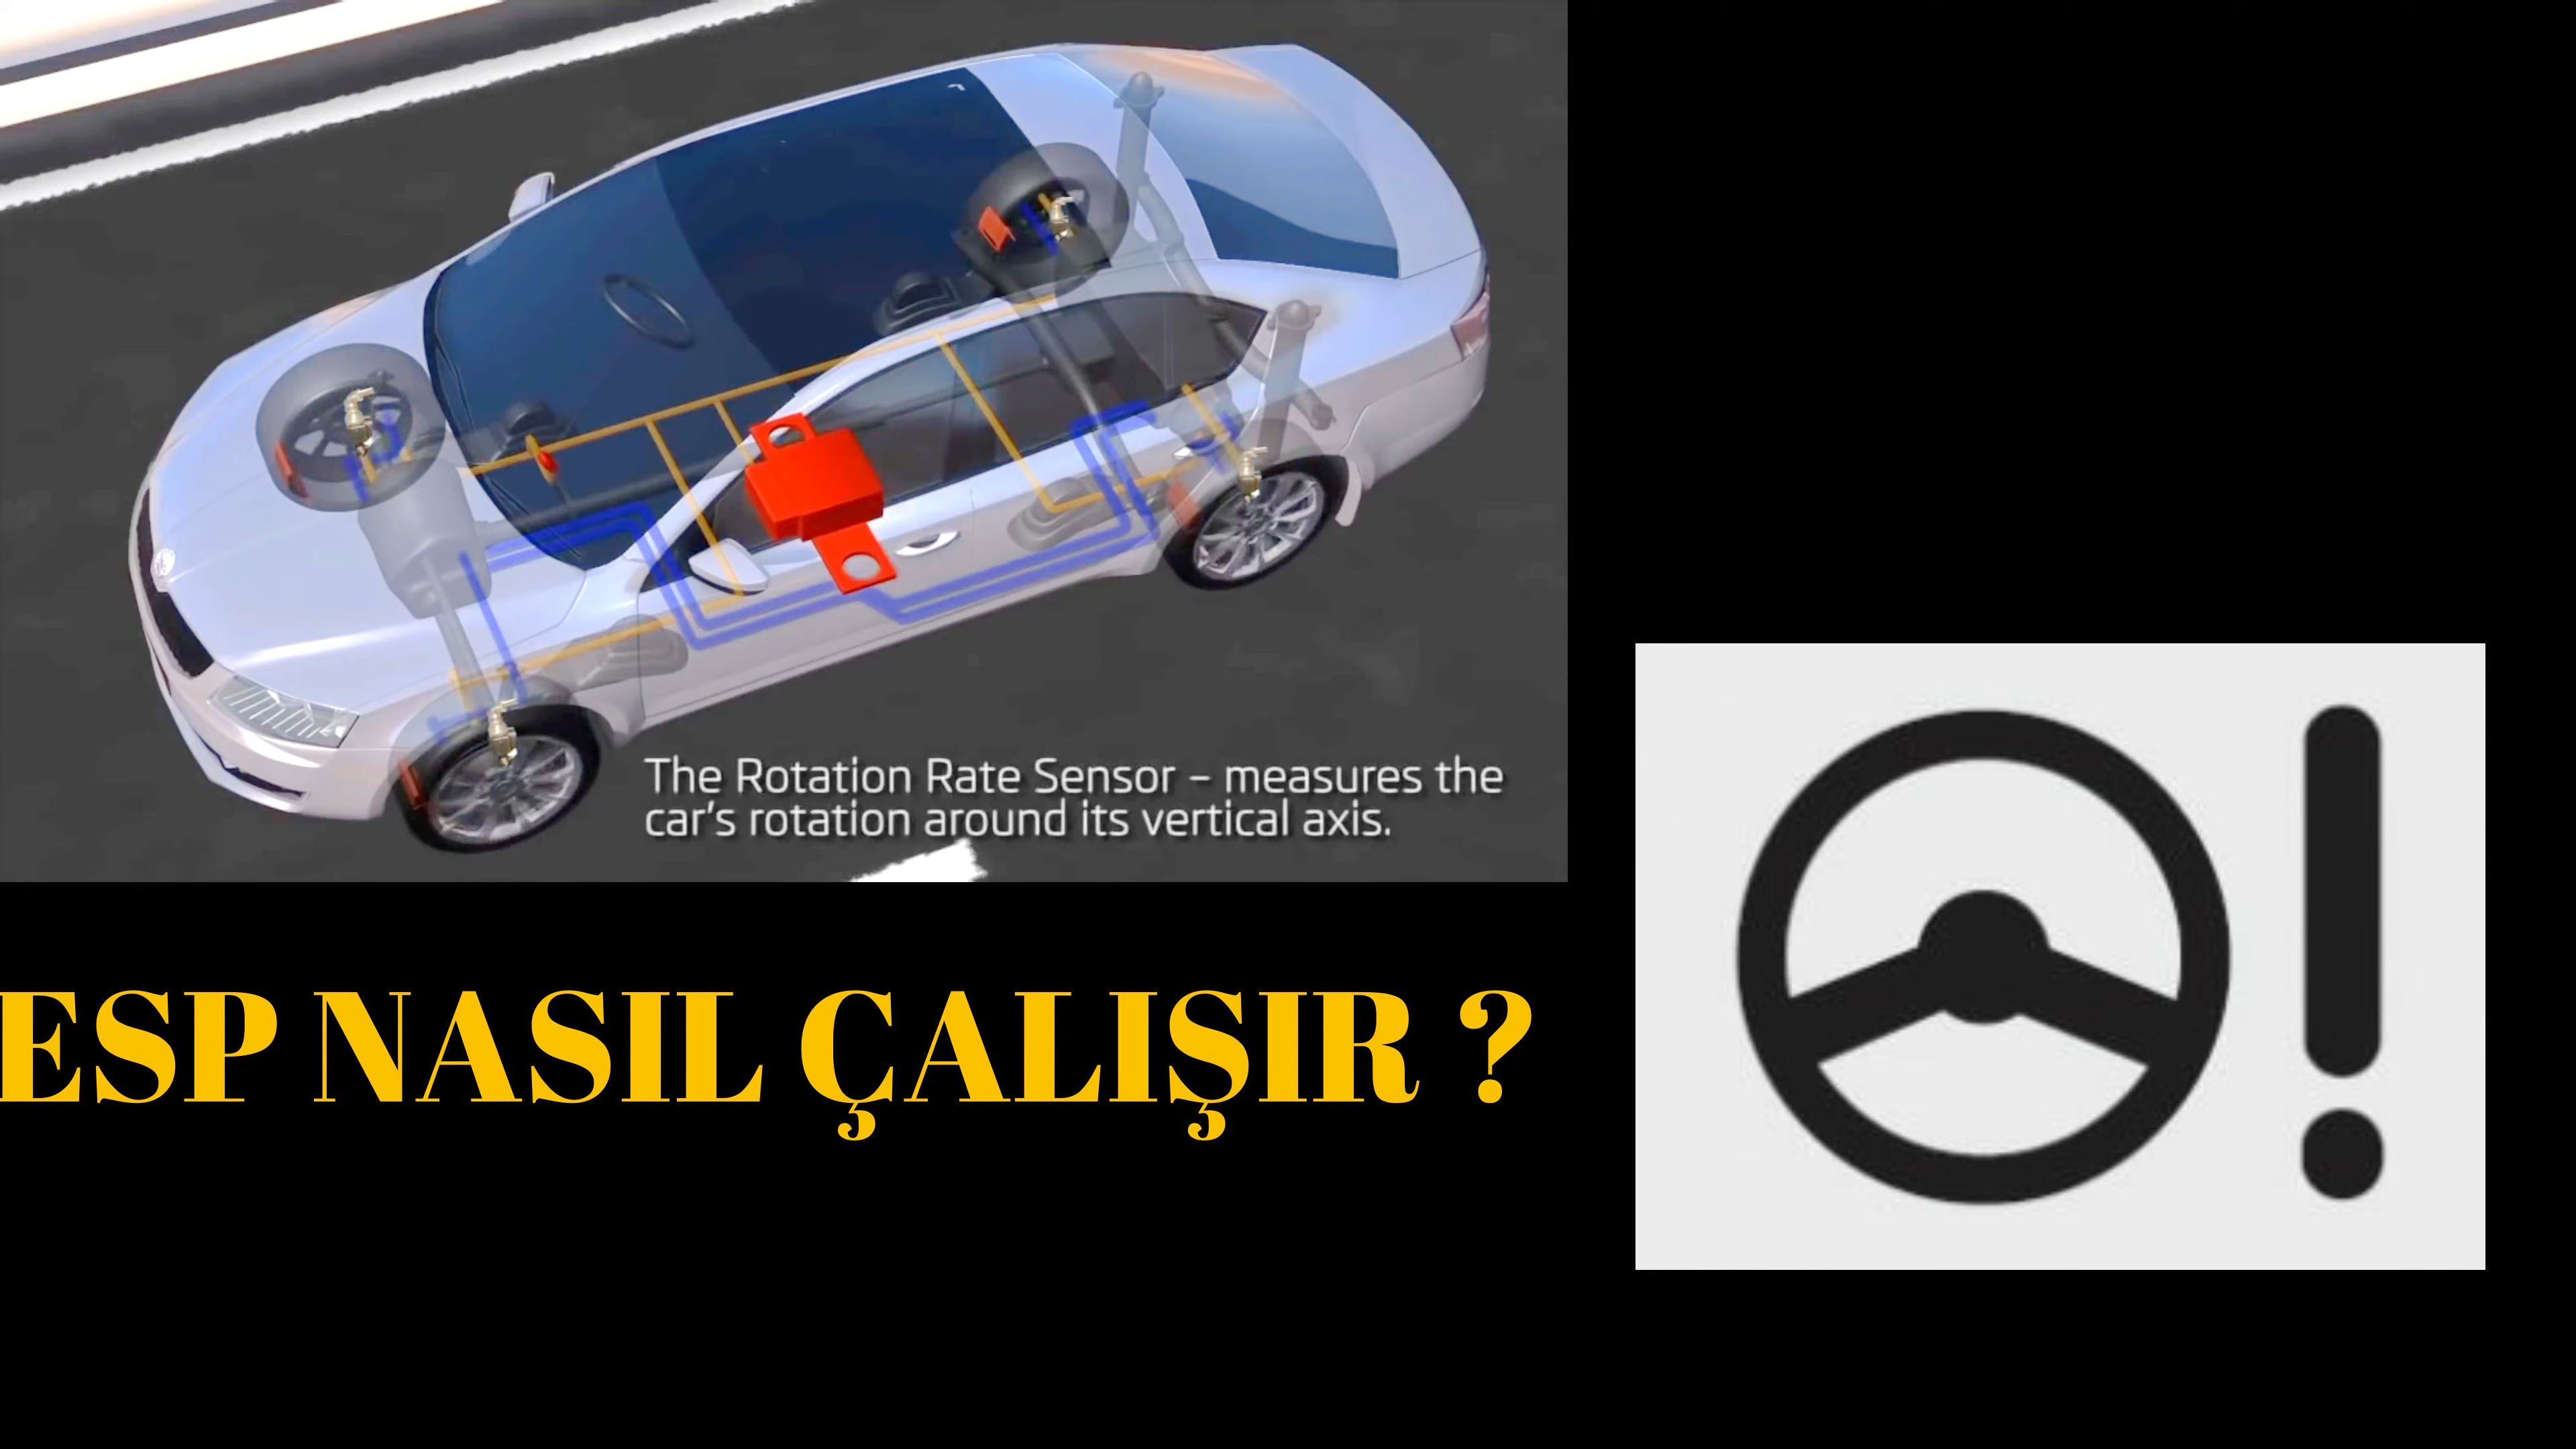 The Rotation Rate Sensor – measures the
car's rotation around its vertical axis.
ESP NASIL ÇALIŞIR ?
!